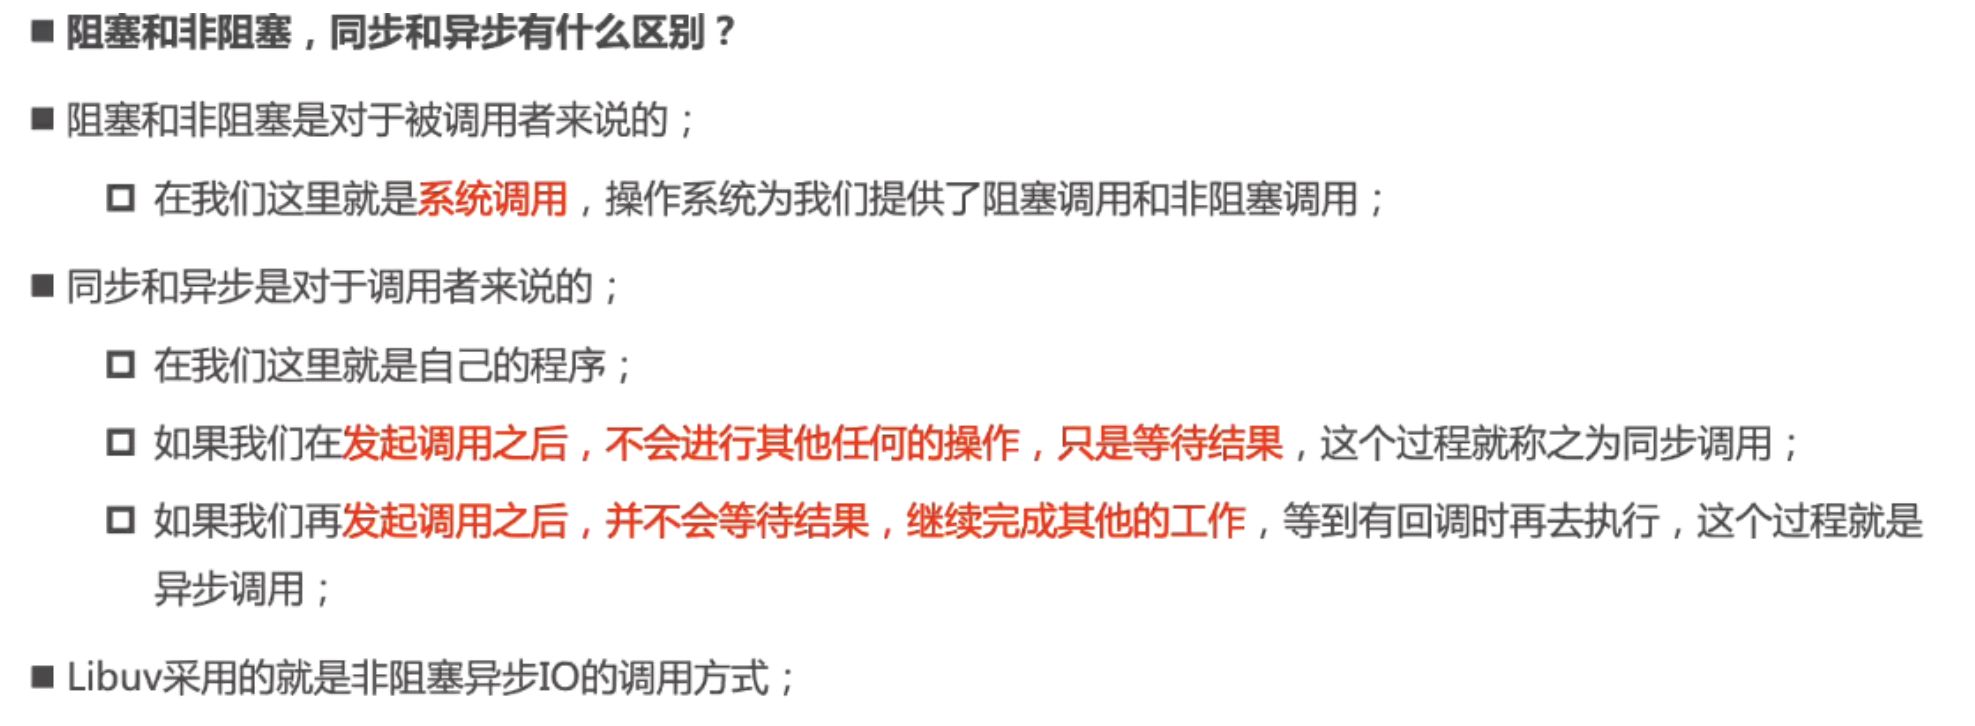 阻塞和非阻塞，同步和异步有什么区别？
阻塞和非阻塞是对于被调用者来说的；
在我们这里就是系统调用，操作系统为我们提供了阻塞调用和非阻塞调用；
同步和异步是对于调用者来说的；
在我们这里就是自己的程序；
如果我们在发起调用之后，不会进行其他任何的操作，只是等待结果，这个过程就称之为同步调用；
如果我们再发起调用之后，并不会等待结果，继续完成其他的工作，等到有回调时再去执行，这个过程就是
异步调用；
Libuv采用的就是非阻塞异步IO的调用方式；